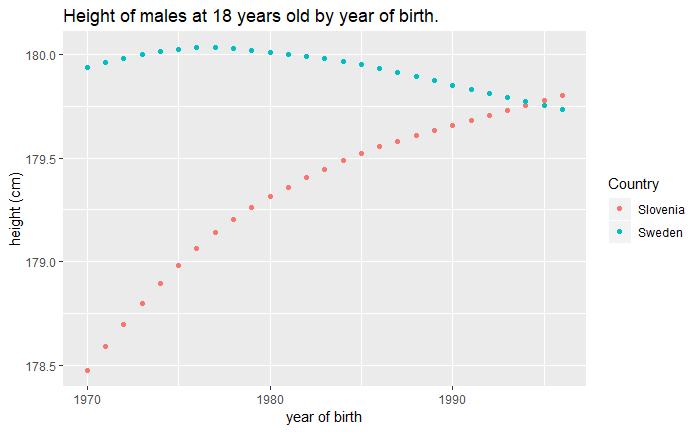 Height of males at 18 years old by year of birth.
height (cm)
180.0
179.5
179.0
178.5
1970 1980 1990
year of birth
Country
Slovenia
Sweden